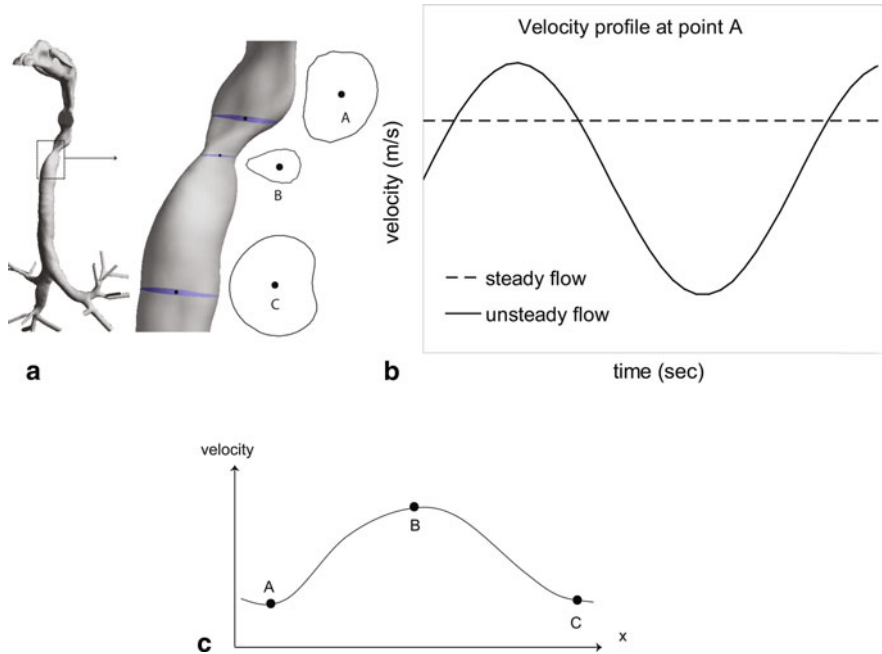 A
B
C
a
Velocity profile at point A
velocity (m/s)
steady flow
unsteady flow
time (sec)
b
velocity
A
B
C
x
c